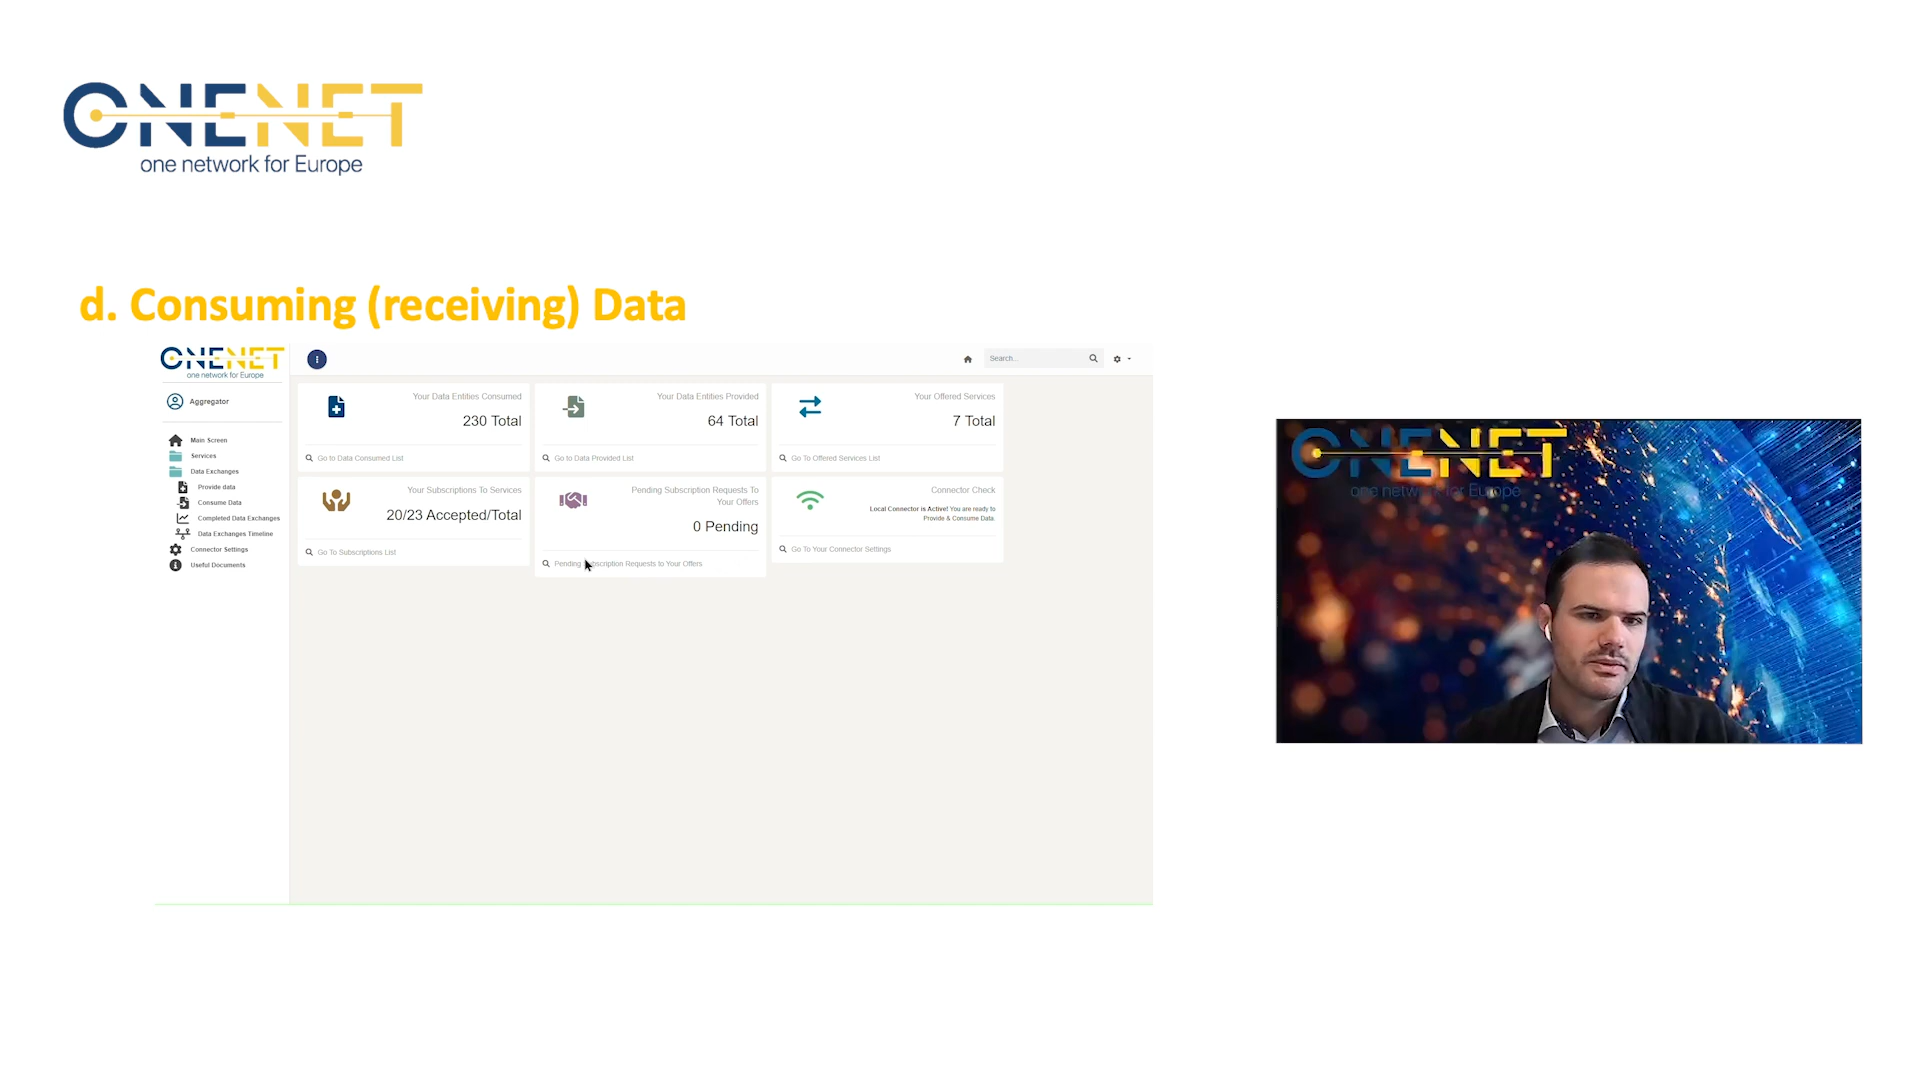 ONENET
one network for Europe
d. Consuming (receiving) Data
ONENET
one network for Europe
Search...
Aggregator
Main Screen
Services
Data Exchanges
Provide data
Consume Data
Completed Data Exchanges
Data Exchanges Timeline
Connector Settings
Useful Documents
Your Data Entities Consumed
230 Total
Go to Data Consumed List
Your Data Entities Provided
64 Total
Go to Data Provided List
Your Offered Services
7 Total
Go To Offered Services List
Your Subscriptions To Services
20/23 Accepted/Total
Go To Subscriptions List
Pending Subscription Requests To
Your Offers
0 Pending
Pending Subscription Requests to Your Offers
Connector Check
Local Connector is Active! You are ready to
Provide & Consume Data.
Go To Your Connector Settings
ONENET
one network for Europe